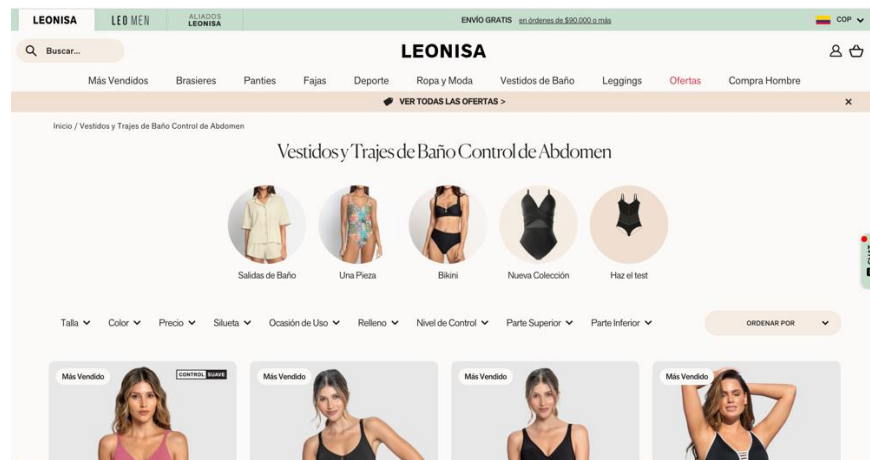 LEONISA
LEO MEN
ALIADOS
LEONISA
ENVÍO GRATIS en órdenes de $90.000 o más
COP
Buscar...
LEONISA
Más Vendidos Brasieres Panties Fajas Deporte Ropa y Moda Vestidos de Baño Leggings Ofertas Compra Hombre
VER TODAS LAS OFERTAS >
Inicio / Vestidos y Trajes de Baño Control de Abdomen
Vestidos y Trajes de Baño Control de Abdomen
Salidas de Baño Una Pieza Bikini Nueva Colección Haz el test
Talla Color Precio Silueta Ocasión de Uso Relleno Nivel de Control Parte Superior Parte Inferior ORDENAR POR
Más Vendido CONTROL SUAVE Más Vendido Más Vendido Más Vendido